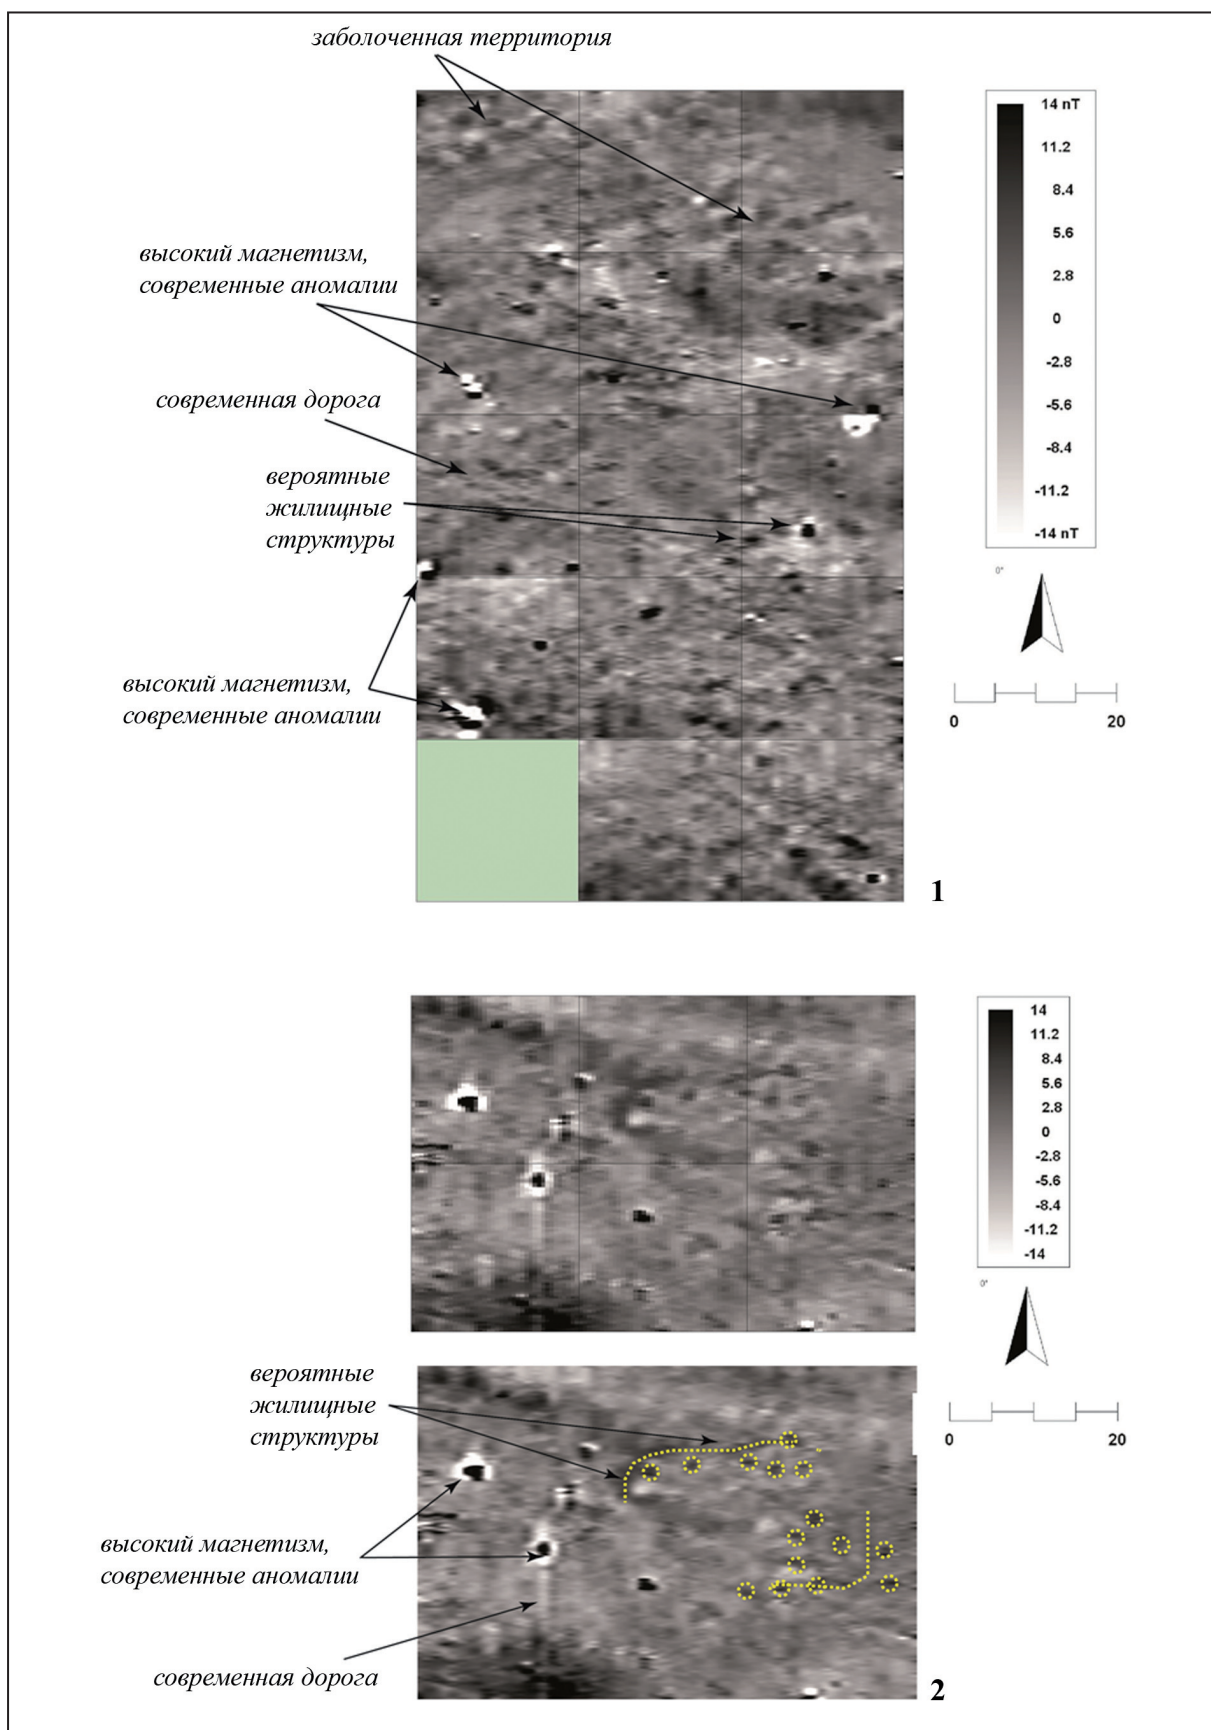 заболоченная территория
14 nT
11.2
8.4
5.6
2.8
0
-2.8
-5.6
-8.4
-11.2
-14 nT
высокий магнетизм,
современные аномалии
современная дорога
вероятные
жилищные
структуры
0°
0 20
высокий магнетизм,
современные аномалии
1
14
11.2
8.4
5.6
2.8
0
-2.8
-5.6
-8.4
-11.2
-14
0°
0 20
вероятные
жилищные
структуры
высокий магнетизм,
современные аномалии
современная дорога
2